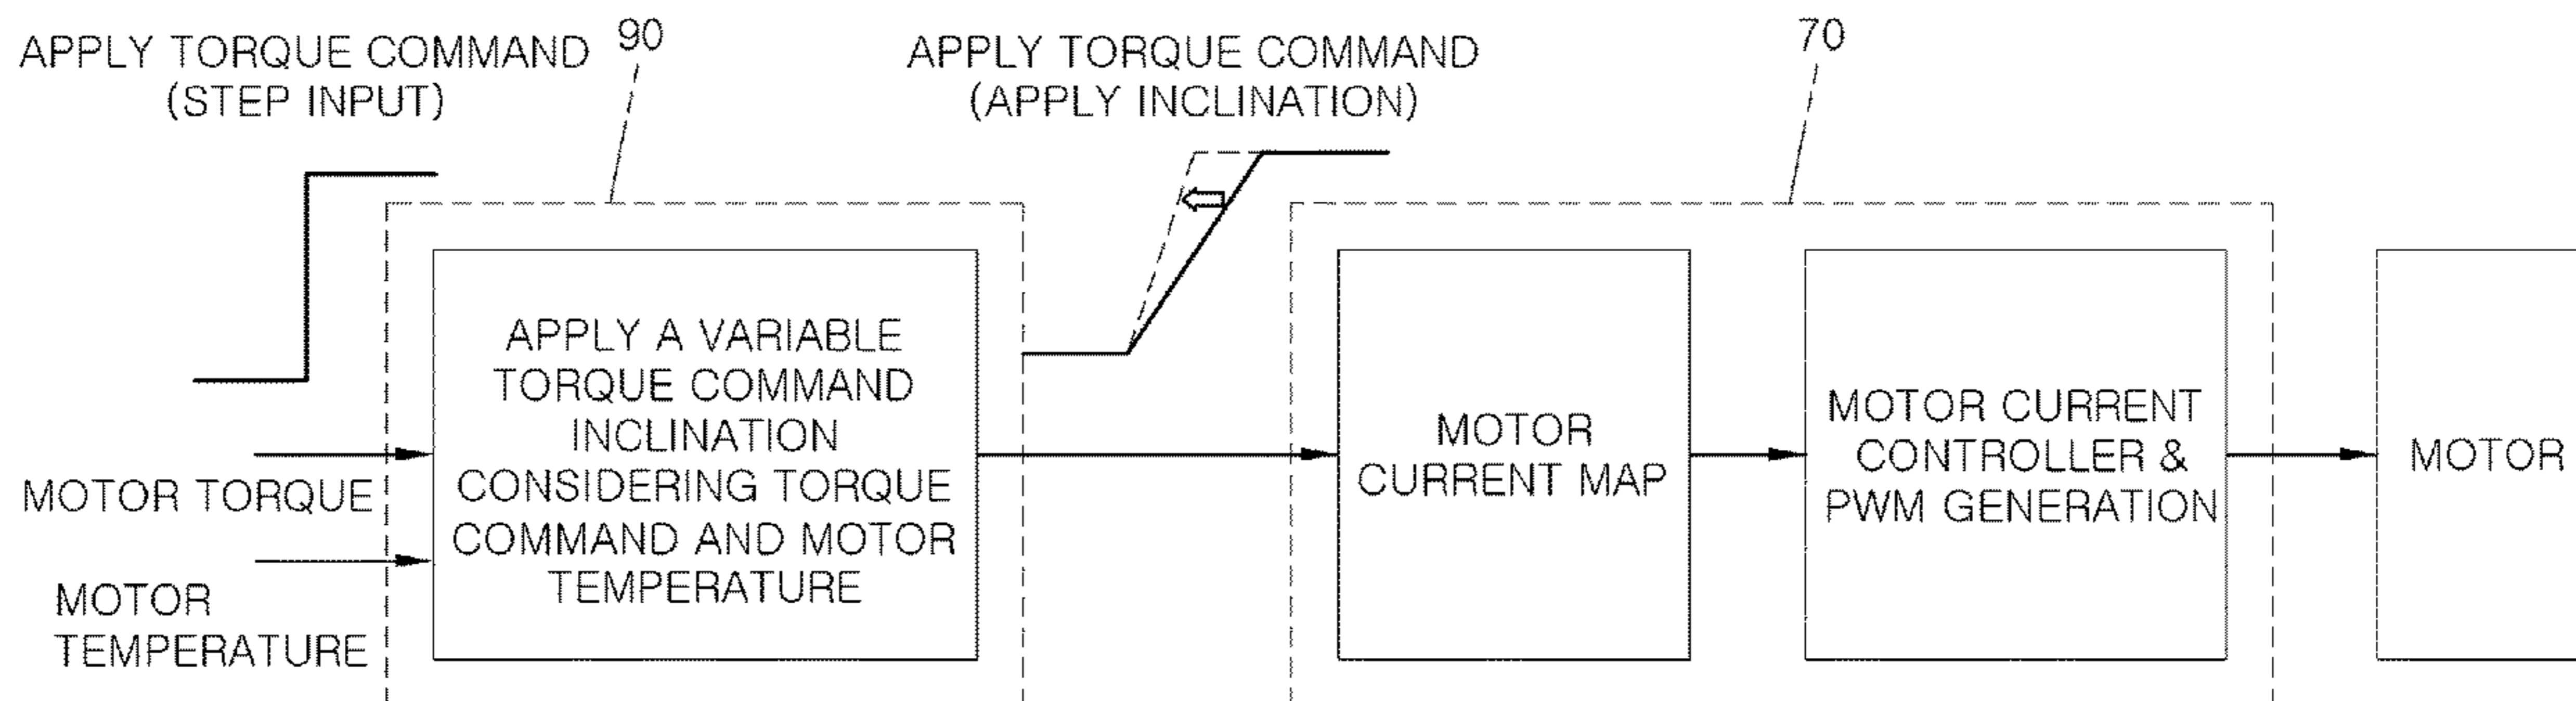 APPLY TORQUE COMMAND
(STEP INPUT)
90
APPLY TORQUE COMMAND
(APPLY INCLINATION)
70
MOTOR TORQUE
MOTOR
TEMPERATURE
APPLY A VARIABLE
TORQUE COMMAND
INCLINATION
CONSIDERING TORQUE
COMMAND AND MOTOR
TEMPERATURE
MOTOR
CURRENT MAP
MOTOR CURRENT
CONTROLLER &
PWM GENERATION
MOTOR